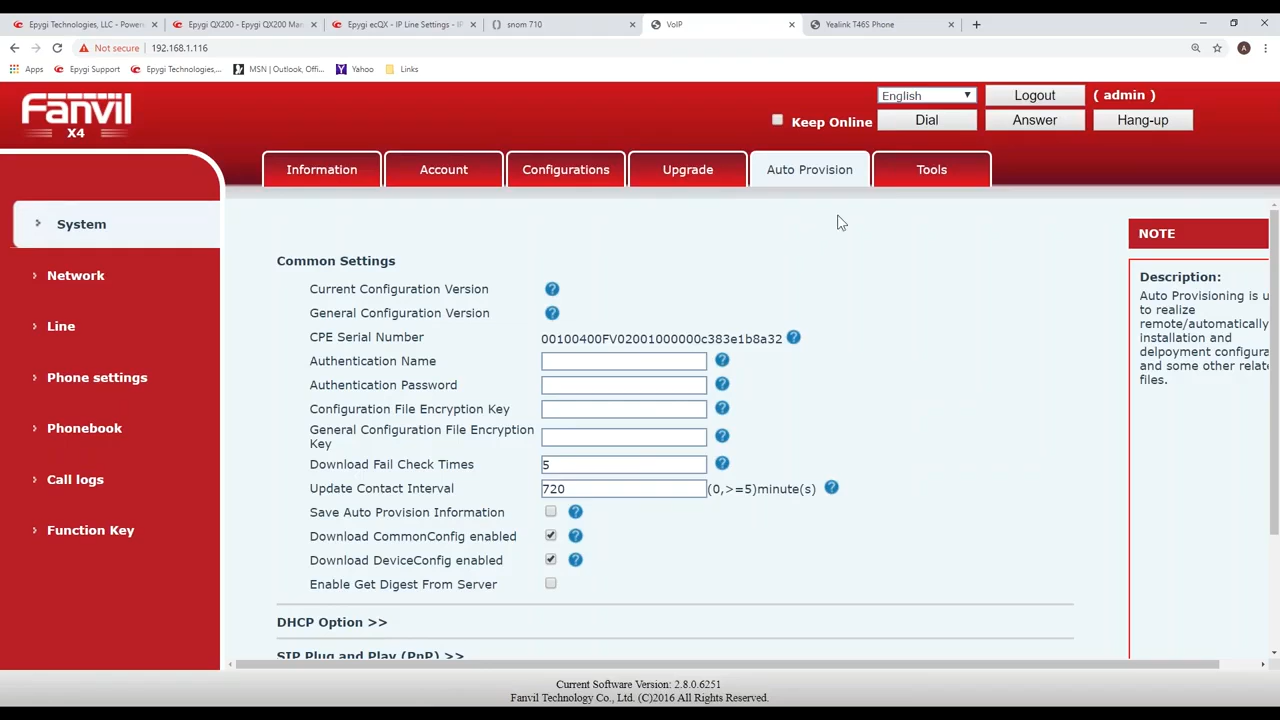 Epygi Technologies, LLC - Power
Epygi QX200 - Epygi QX200 Man
Epygi ecQX - IP Line Settings - IP
snom 710
VoIP
Yealink T46S Phone
Not secure
192.168.1.116
A
Apps
Epygi Support
Epygi Technologies,...
MSN | Outlook, Offi...
Yahoo
Links
Fanvil
X4
English
Logout
( admin )
Keep Online
Dial
Answer
Hang-up
Information
Account
Configurations
Upgrade
Auto Provision
Tools
System
Network
Line
Phone settings
Phonebook
Call logs
Function Key
Common Settings
Current Configuration Version
General Configuration Version
CPE Serial Number
00100400FV02001000000c383e1b8a32
Authentication Name
Authentication Password
Configuration File Encryption Key
General Configuration File Encryption
Key
Download Fail Check Times
5
Update Contact Interval
720
(0,>=5)minute(s)
Save Auto Provision Information
Download CommonConfig enabled
Download DeviceConfig enabled
Enable Get Digest From Server
DHCP Option >>
SIP Plug and Play (PnP) >>
NOTE
Description:
Auto Provisioning is u
to realize
remote/automatically
installation and
delpoyment configura
and some other relate
files.
Current Software Version: 2.8.0.6251
Fanvil Technology Co., Ltd. (C)2016 All Rights Reserved.